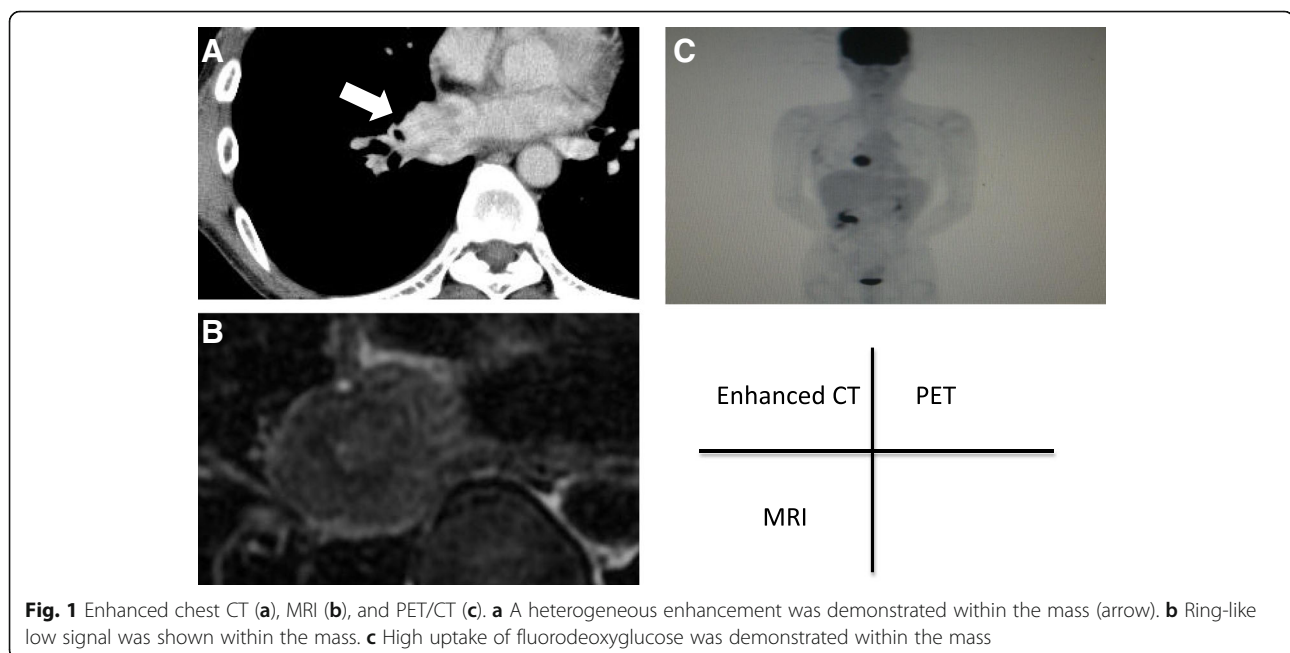 A
C
B
Enhanced CT
PET
MRI
Fig. 1 Enhanced chest CT (a), MRI (b), and PET/CT (c). a A heterogeneous enhancement was demonstrated within the mass (arrow). b Ring-like
low signal was shown within the mass. c High uptake of fluorodeoxyglucose was demonstrated within the mass